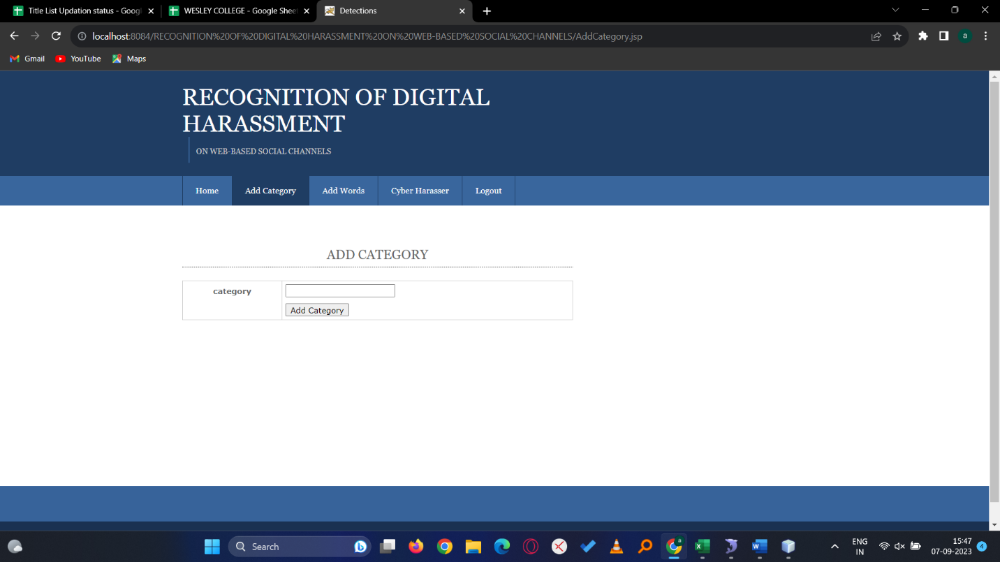 Title List Updation status - Googl
WESLEY COLLEGE - Google Sheet
Detections
localhost:8084/RECOGNITION%20OF%20DIGITAL%20HARASSMENT%20ON%20WEB-BASED%20SOCIAL%20CHANNELS/AddCategory.jsp
a
Gmail
YouTube
Maps
RECOGNITION OF DIGITAL
HARASSMENT
ON WEB-BASED SOCIAL CHANNELS
Home
Add Category
Add Words
Cyber Harasser
Logout
ADD CATEGORY
category
Add Category
Search
ENG
IN
15:47
07-09-2023
4